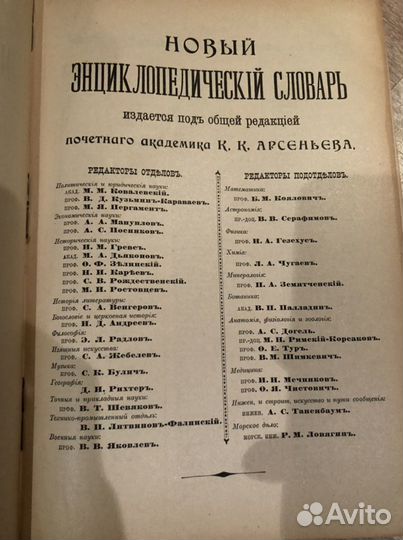 НОВЫЙ
ЭНЦИКЛОПЕДИЧЕСКІЙ СЛОВАРЬ
издается подъ общей редакціей
почетнаго академика К. К. АРСЕНЬЕВА.
РЕДАКТОРЫ ОТДѢЛОВЪ.
Политическія и юридическія науки:
АКАД. М. М. Ковалевскій.
ПРОФ. В. Д. Кузьминъ-Караваевъ.
ПРОФ. М. Я. Пергаментъ.
Экономическія науки:
ПРОФ. А. А. Мануиловъ.
ПРОФ. А. С. Посниковъ.
Историческія науки:
ПРОФ. И. М. Гревсъ.
АКАД. М. А. Дьяконовъ.
ПРОФ. Ѳ. Ф. Зѣлинскій.
ПРОФ. Н. И. Карѣевъ.
ПРОФ. С. В. Рождественскій.
ПРОФ. М. И. Ростовцевъ.
Исторія литературы:
ПРОФ. С. А. Венгеровъ.
Богословіе и церковная исторія:
ПРОФ. И. Д. Андреевъ.
Философія:
ПРОФ. Э. Л. Радловъ.
Изящныя искусства:
ПРОФ. С. А. Жебелевъ.
Музыка:
ПРОФ. С. К. Буличъ.
Географія:
Д. И. Рихтеръ.
Точныя и прикладныя науки:
ПРОФ. В. Т. Шевяковъ.
Технико-промышленный отдѣлъ:
В. П. Литвиновъ-Фалинскій.
Военныя науки:
ПРОФ. В. В. Яковлевъ.
РЕДАКТОРЫ ПОДОТДѢЛОВЪ.
Математика:
ПРОФ. Б. М. Кояловичъ.
Астрономія:
ПР.-ДОЦ. В. В. Серафимовъ.
Физика:
ПРОФ. Н. А. Гезехусъ.
Химія:
ПРОФ. Л. А. Чугаевъ.
Минералогія:
ПРОФ. П. А. Земятченскій.
Ботаника:
АКАД. В. И. Палладинъ.
Анатомія, физіологія и зоологія:
ПРОФ. А. С. Догель.
ПР.-ДОЦ. М. Н. Римскій-Корсаковъ.
ПРОФ. Ѳ. Е. Туръ.
ПРОФ. В. М. Шимкевичъ.
Медицина:
ПРОФ. И. И. Мечниковъ.
ПРОФ. Ѳ. Я. Чистовичъ.
Инжен. и строит. искусство и пути сообщенія:
ИНЖЕН. А. С. Таненбаумъ.
Морское дѣло:
МОРСК. ИНЖ. Р. М. Ловягинъ.
Avito